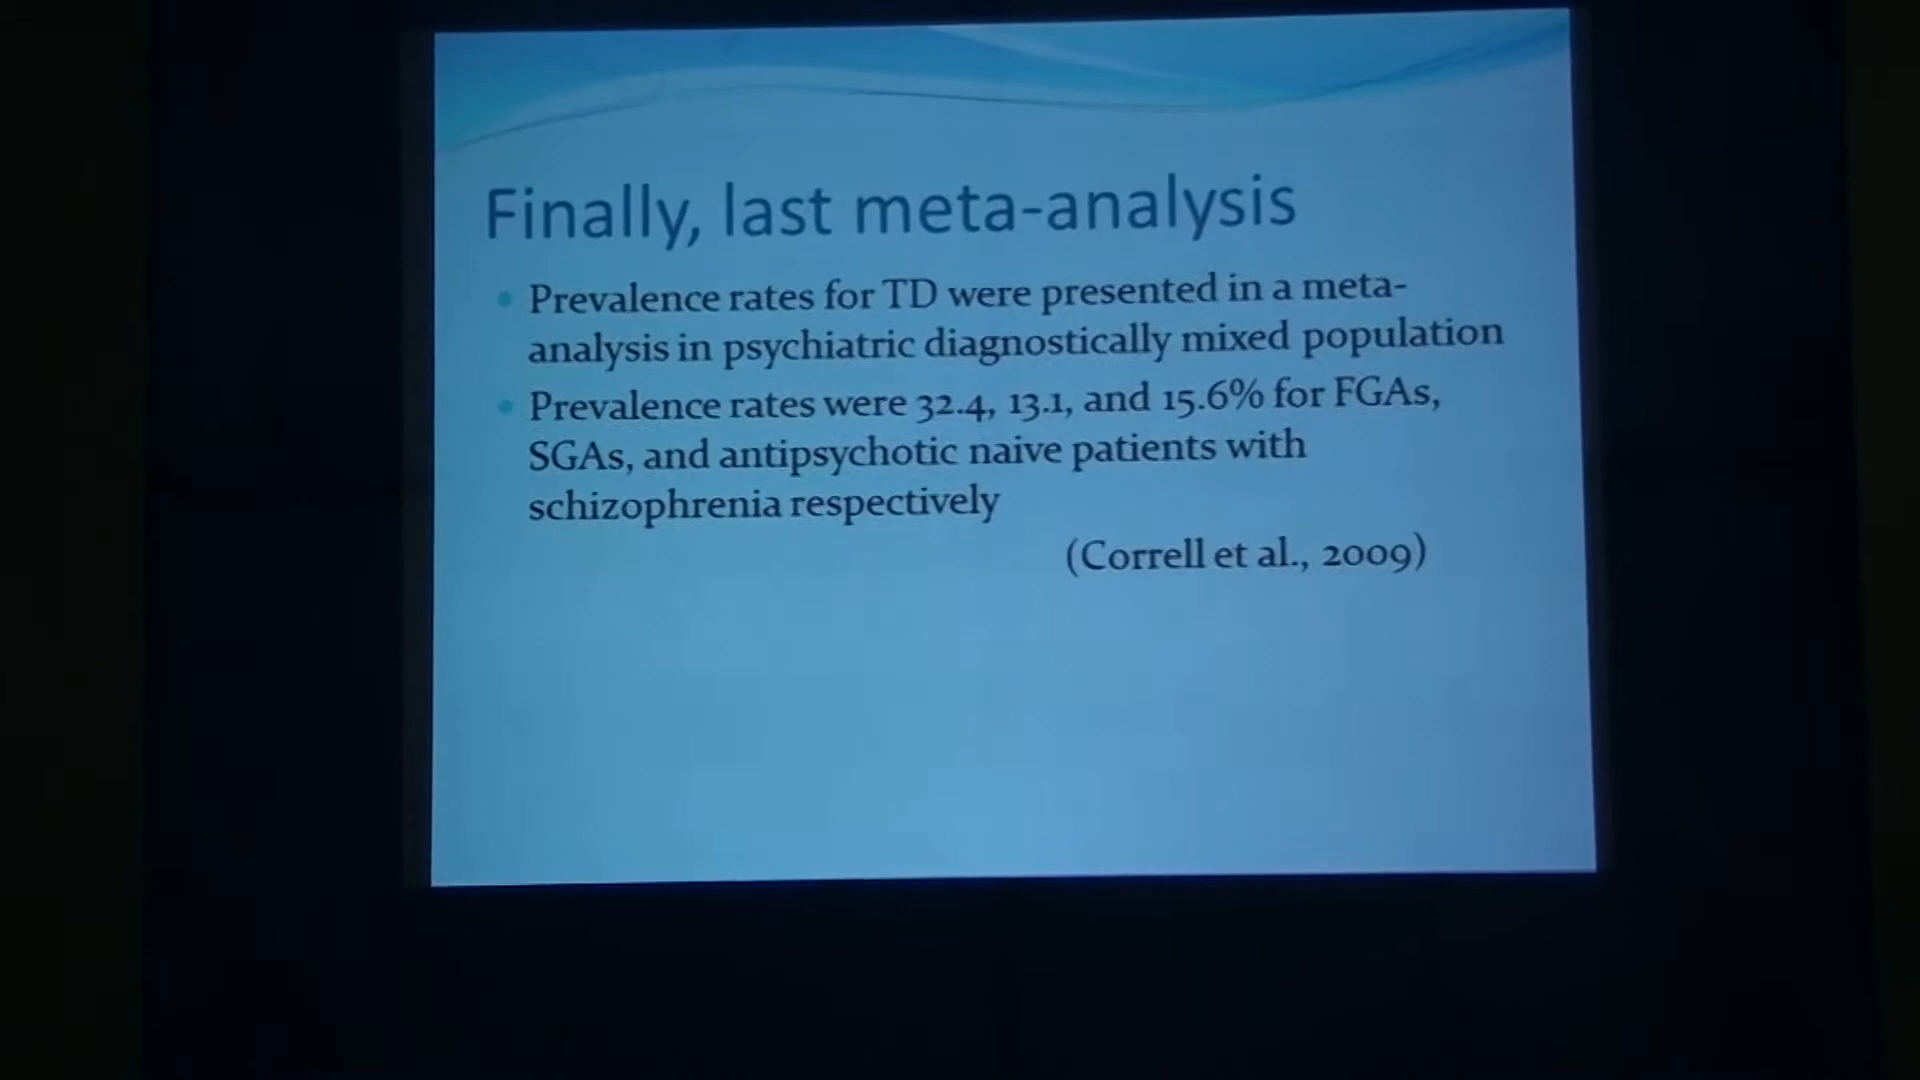 Finally, last meta-analysis
• Prevalence rates for TD were presented in a meta-
analysis in psychiatric diagnostically mixed population
• Prevalence rates were 32.4, 13.1, and 15.6% for FGAs,
SGAs, and antipsychotic naive patients with
schizophrenia respectively
(Correll et al., 2009)